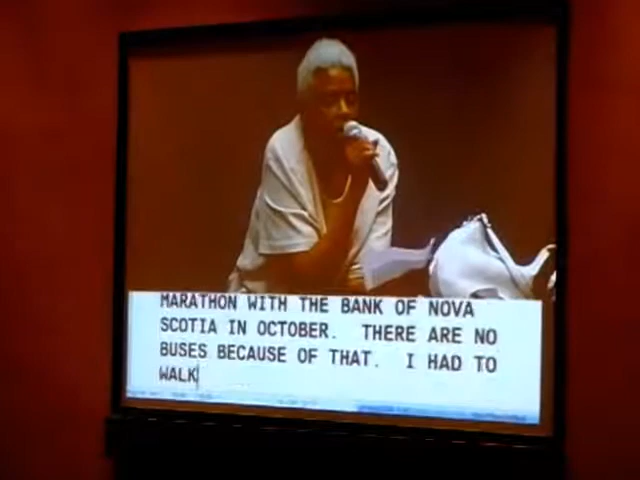 MARATHON WITH THE BANK OF NOVA
SCOTIA IN OCTOBER. THERE ARE NO
BUSES BECAUSE OF THAT. I HAD TO
WALK